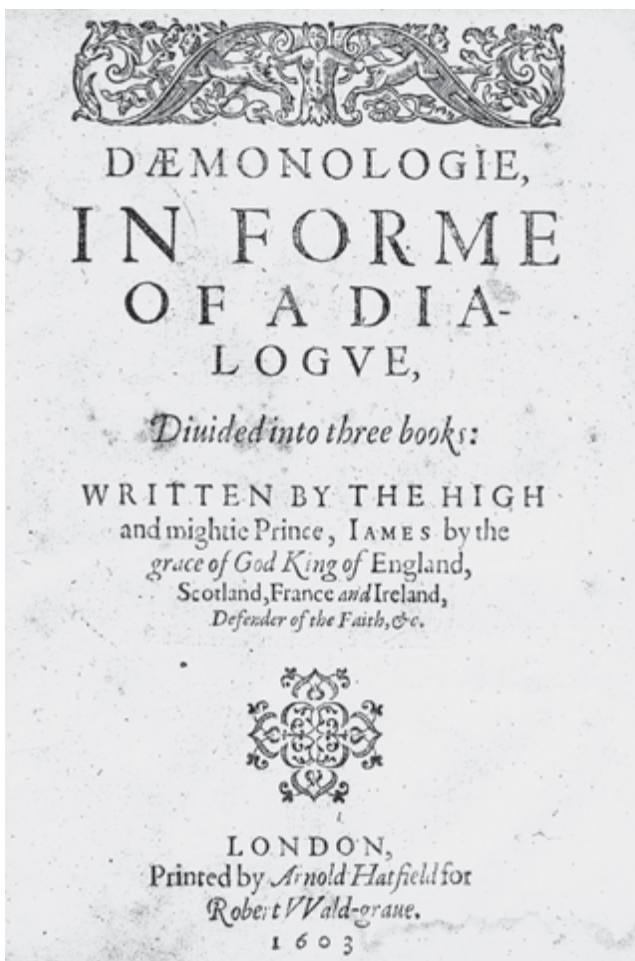 DÆMONOLOGIE,
IN FORME
OF A DIA-
LOGVE,
Diuided into three books:
WRITTEN BY THE HIGH
and mightie Prince, IAMES by the
grace of God King of England,
Scotland, France and Ireland,
Defender of the Faith, &c.
LONDON,
Printed by Arnold Hatfield for
Robert VVald-graue.
1603